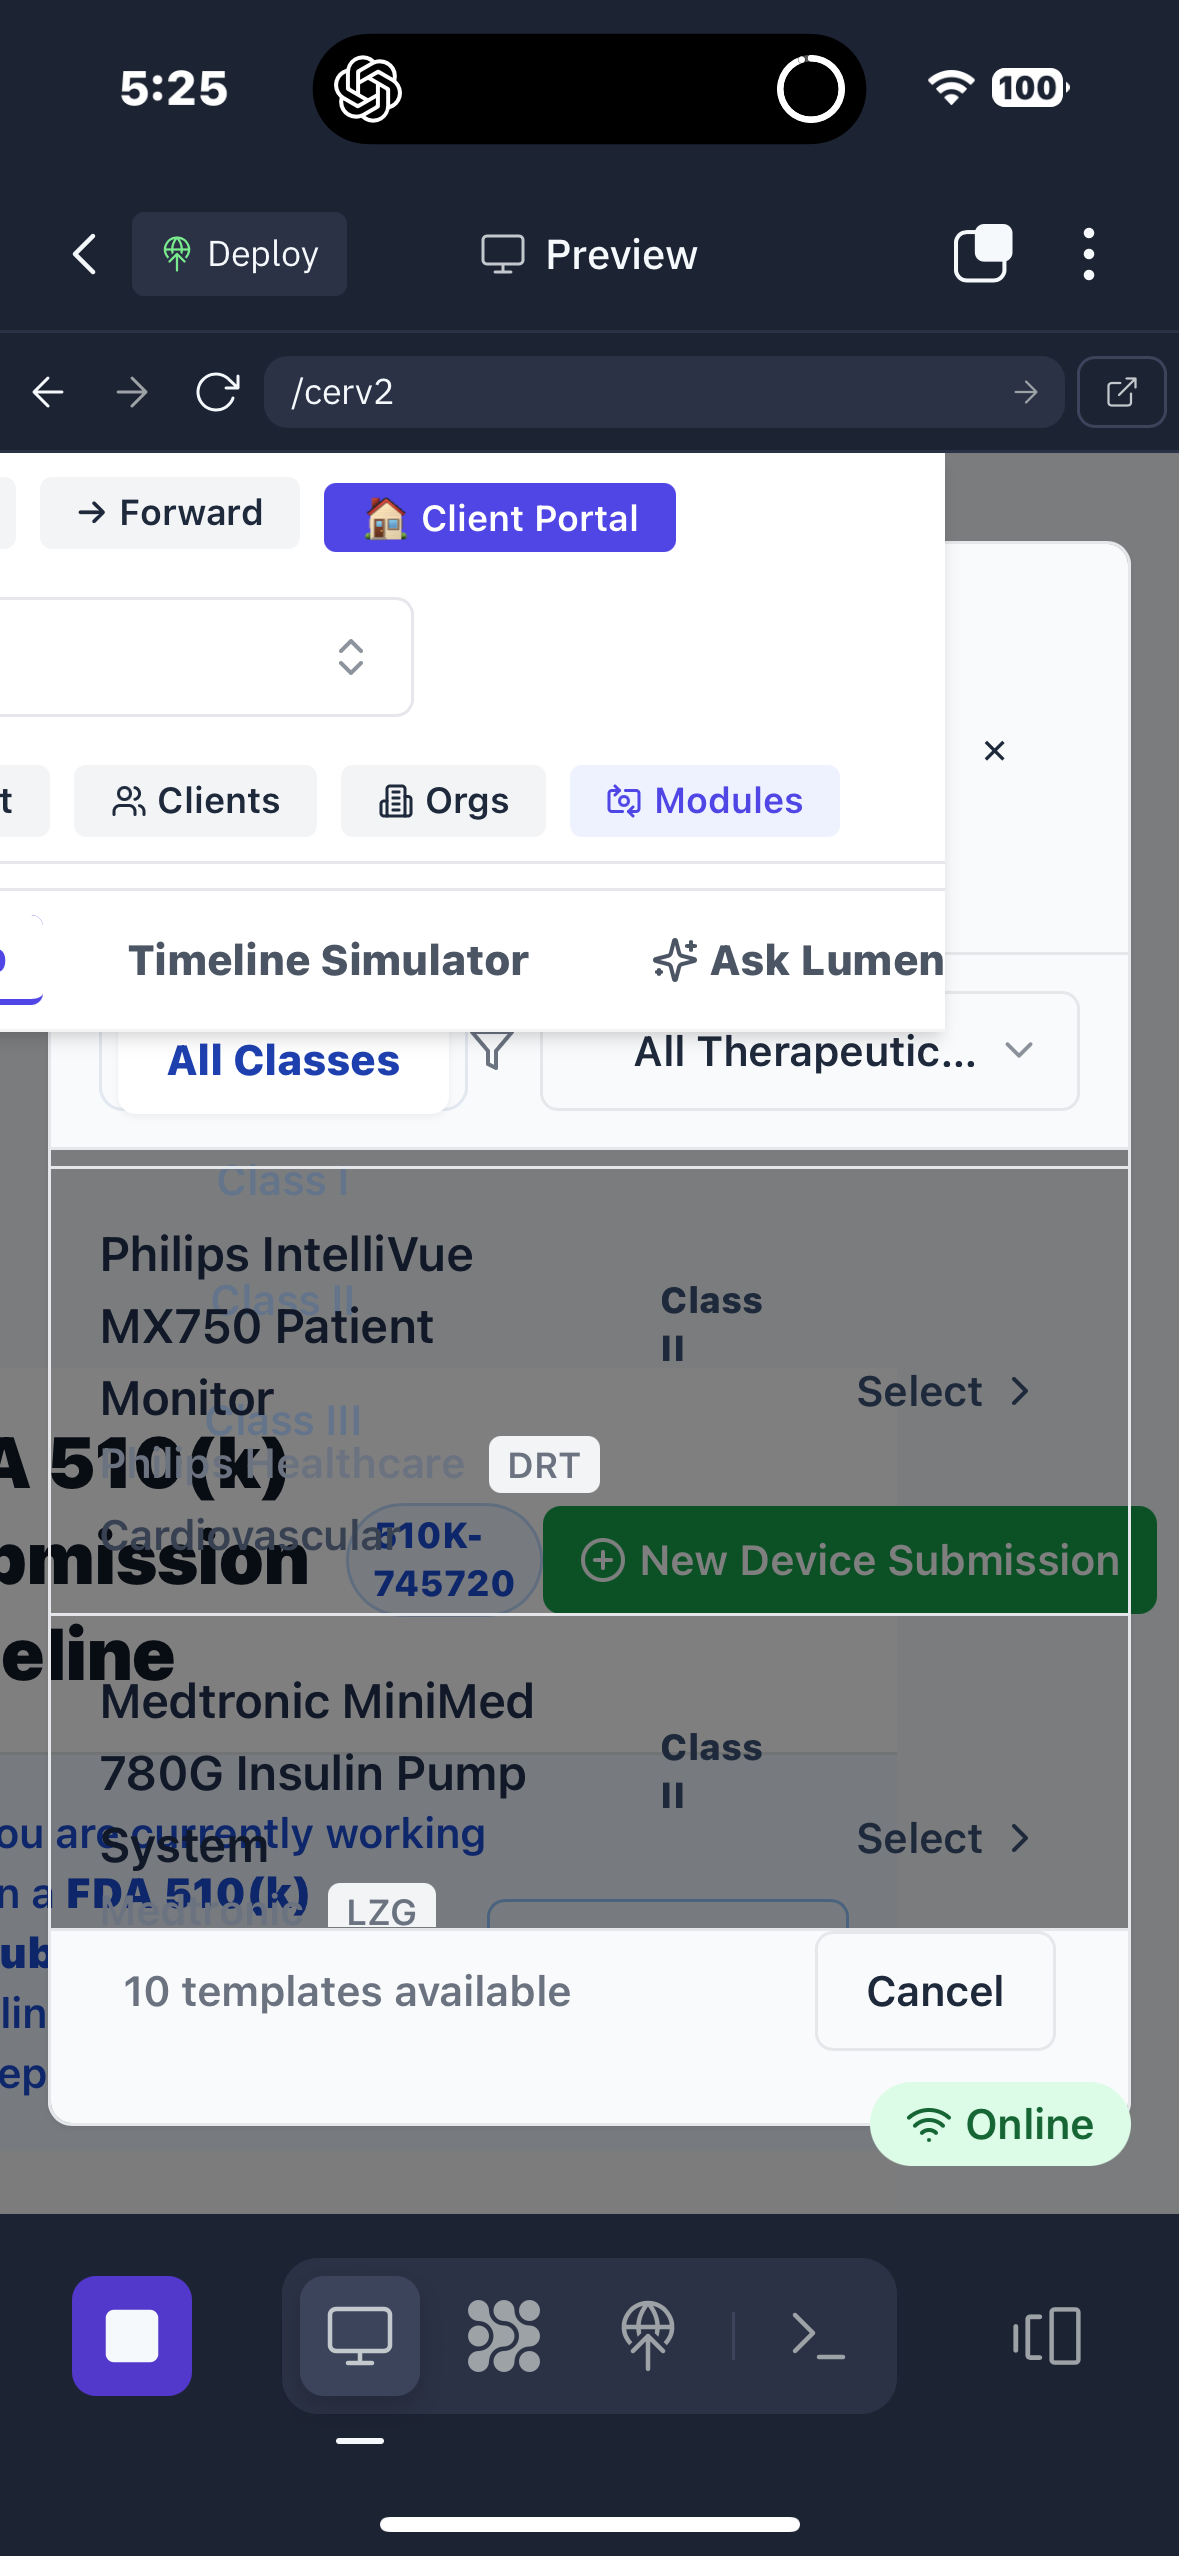 5:25
100
Deploy
Preview
/cerv2
→ Forward
🏠 Client Portal
t
Clients
Orgs
Modules
Timeline Simulator
Ask Lumen
All Classes
All Therapeutic...
Class I
Philips IntelliVue
MX750 Patient
Monitor
Class II
Class
II
Class III
Select
Philips Healthcare
DRT
Cardiovascular
A 510(k)
bmission
eline
510K-
745720
New Device Submission
Medtronic MiniMed
780G Insulin Pump
System
Class
II
Select
ou are currently working
n a FDA 510(k)
ub
lin
ep
Medtronic
LZG
10 templates available
Cancel
Online